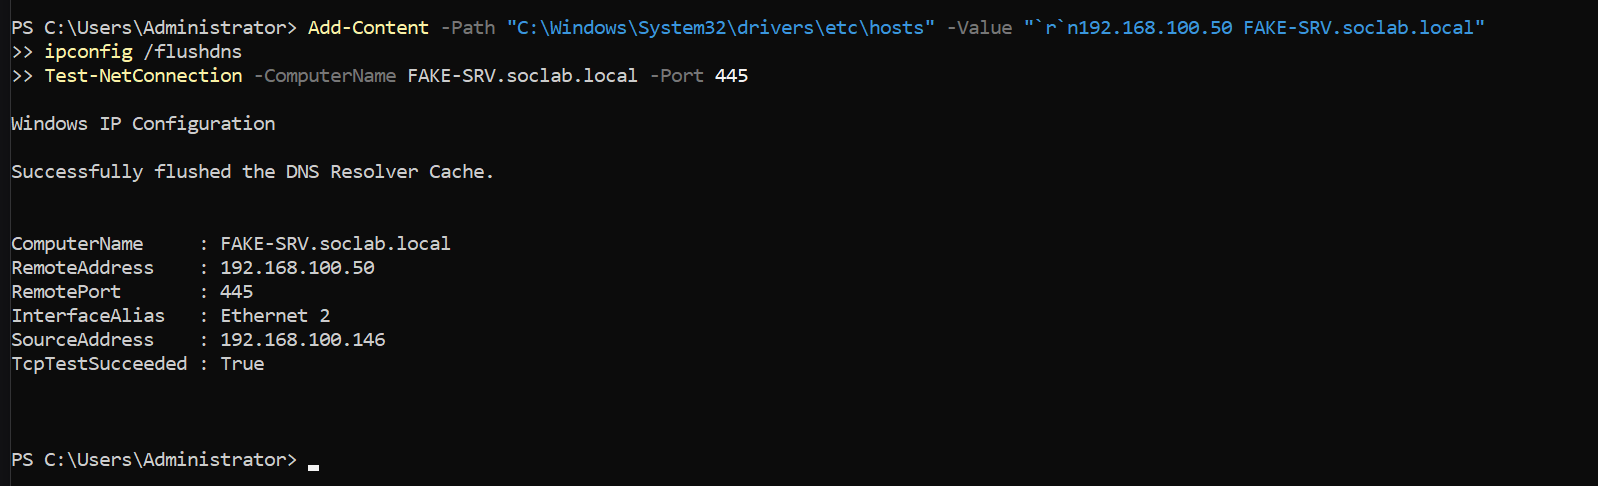 PS C:\Users\Administrator> Add-Content -Path "C:\Windows\System32\drivers\etc\hosts" -Value "`r`n192.168.100.50 FAKE-SRV.soclab.local"
>> ipconfig /flushdns
>> Test-NetConnection -ComputerName FAKE-SRV.soclab.local -Port 445
Windows IP Configuration
Successfully flushed the DNS Resolver Cache.
ComputerName     : FAKE-SRV.soclab.local
RemoteAddress    : 192.168.100.50
RemotePort       : 445
InterfaceAlias   : Ethernet 2
SourceAddress    : 192.168.100.146
TcpTestSucceeded : True
PS C:\Users\Administrator>